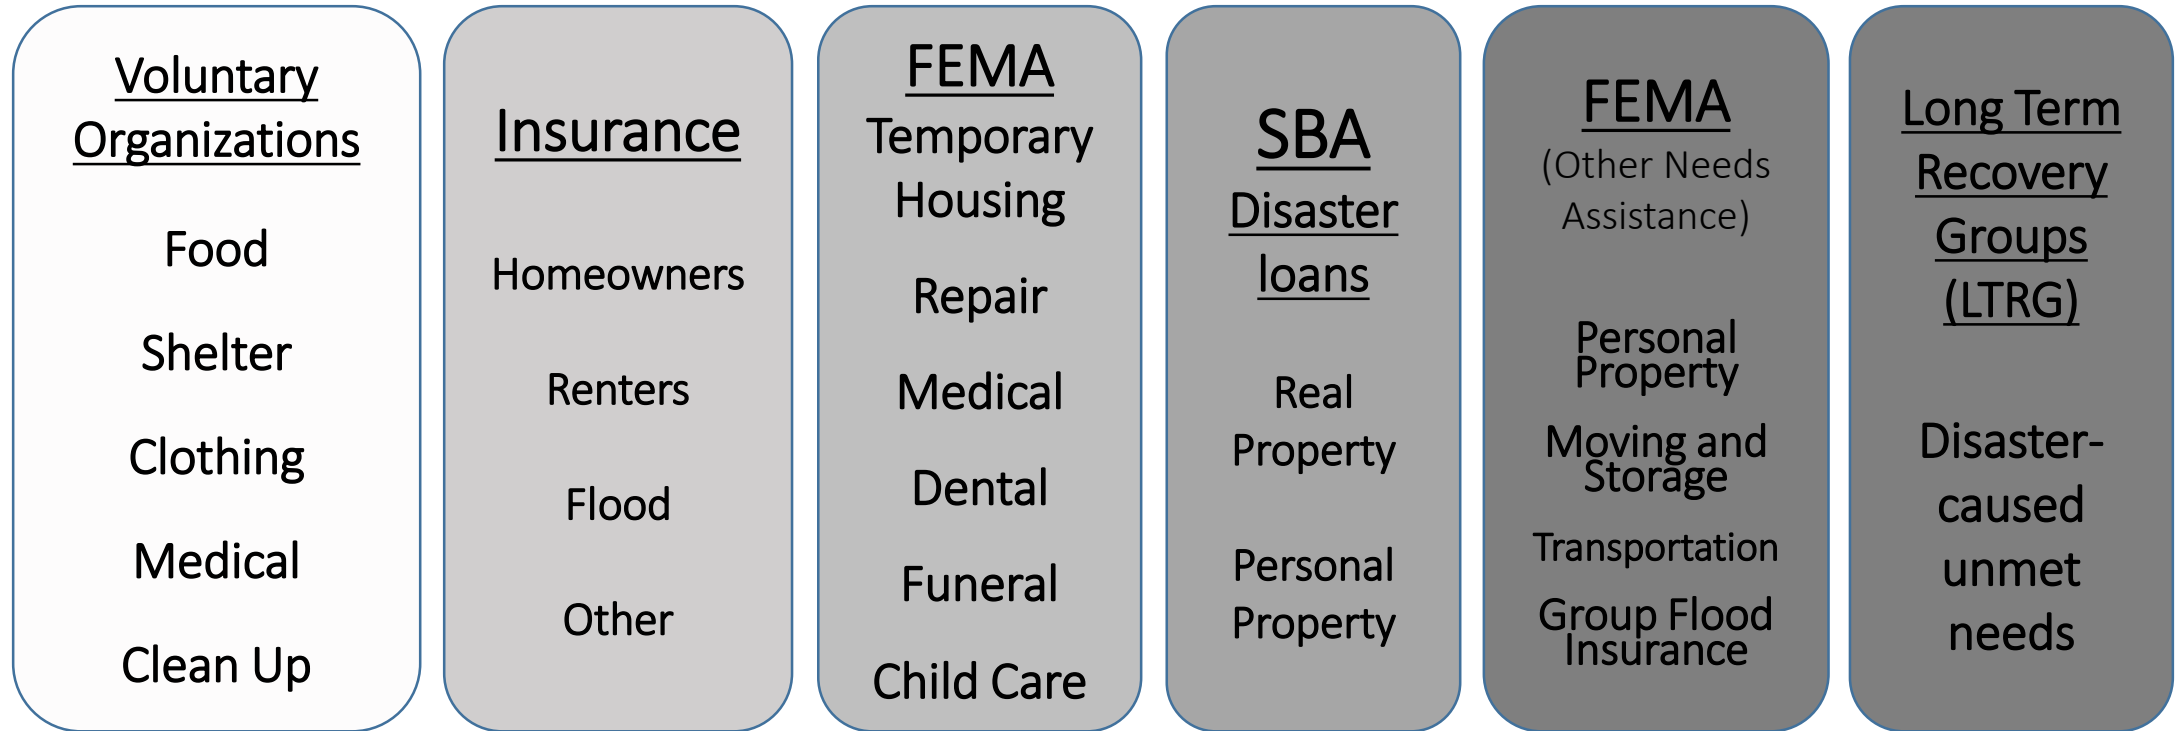 Voluntary
Organizations
Food
Shelter
Clothing
Medical
Clean Up
Insurance
Homeowners
Renters
Flood
Other
FEMA
Temporary
Housing
Repair
Medical
Dental
Funeral
Child Care
SBA
Disaster
loans
Real
Property
Personal
Property
FEMA
(Other Needs
Assistance)
Personal
Property
Moving and
Storage
Transportation
Group Flood
Insurance
Long Term
Recovery
Groups
(LTRG)
Disaster-
caused
unmet
needs